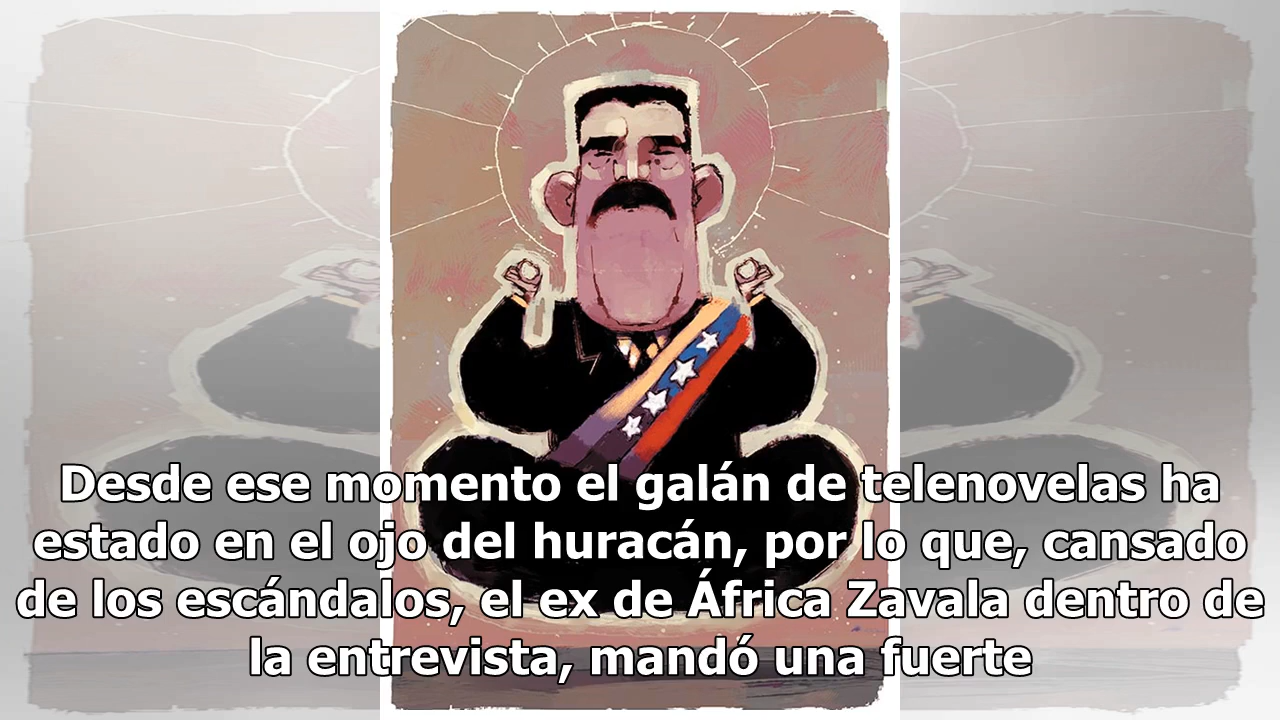 Desde ese momento el galán de telenovelas ha
estado en el ojo del huracán, por lo que, cansado
de los escándalos, el ex de África Zavala dentro de
la entrevista, mandó una fuerte